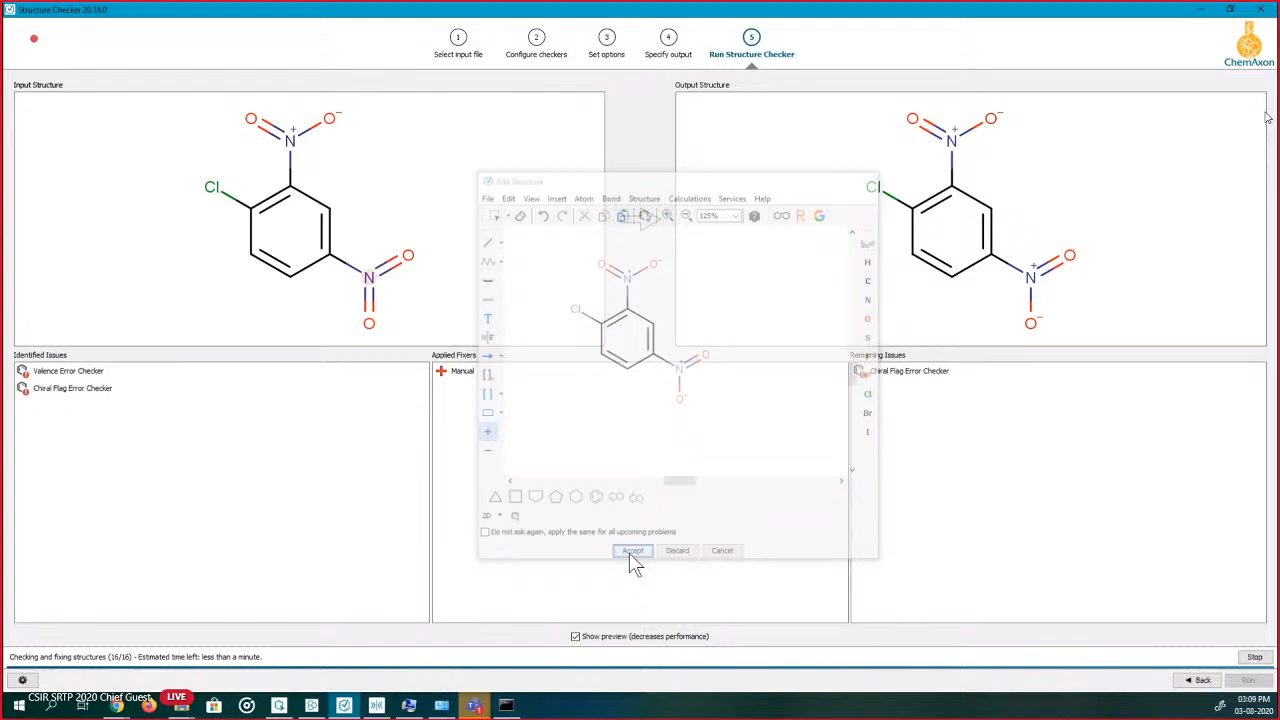 Structure Checker 20.16.0
1
2
3
4
5
Select input file
Configure checkers
Set options
Specify output
Run Structure Checker
ChemAxon
Input Structure
Output Structure
O
N
+
O
−
Cl
N
O
O
Edit Structure
File Edit View Insert Atom Bond Structure Calculations Services Help
125%
R
G
T
O
N
+
O
−
Cl
N
+
O
O
−
H
C
N
O
S
F
P
Cl
Br
I
2D
Do not ask again, apply the same for all upcoming problems
Accept
Discard
Cancel
O
N
+
O
−
Cl
N
+
O
O
−
Identified Issues
Valence Error Checker
Chiral Flag Error Checker
Applied Fixers
Manual
Remaining Issues
Chiral Flag Error Checker
Show preview (decreases performance)
Checking and fixing structures (16/16) - Estimated time left: less than a minute.
Stop
Back
Run
CSIR SRTP 2020 Chief Guest
LIVE
03:09 PM
03-08-2020